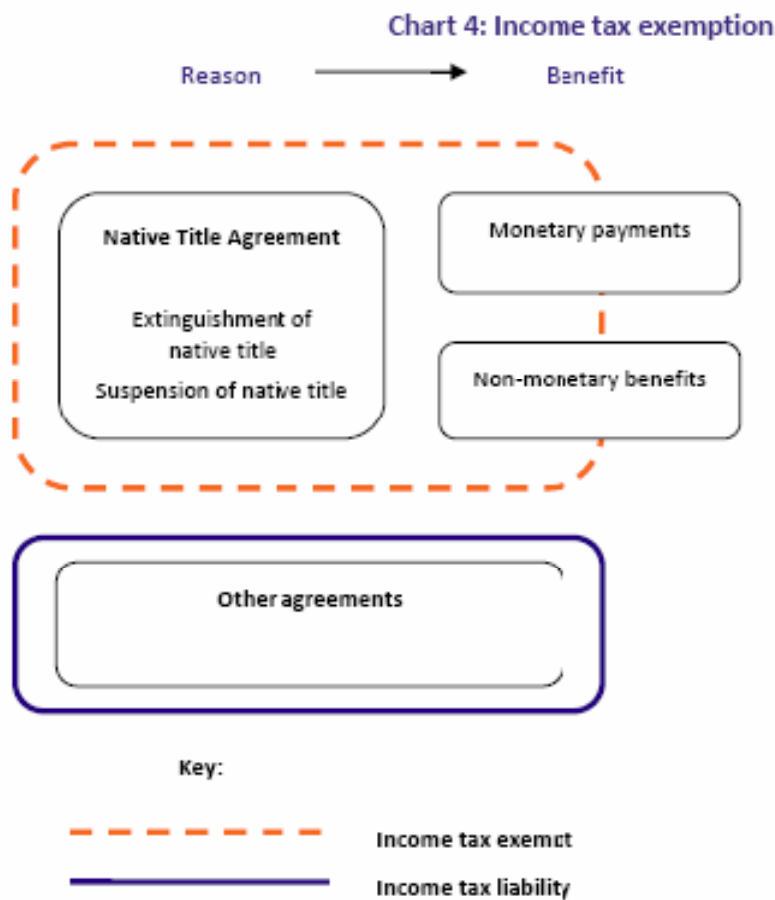 Chart 4: Income tax exemption
Reason
Benefit
Native Title Agreement
Extinguishment of
native title
Suspension of native title
Monetary payments
Non-monetary benefits
Other agreements
Key:
Income tax exempt
Income tax liability